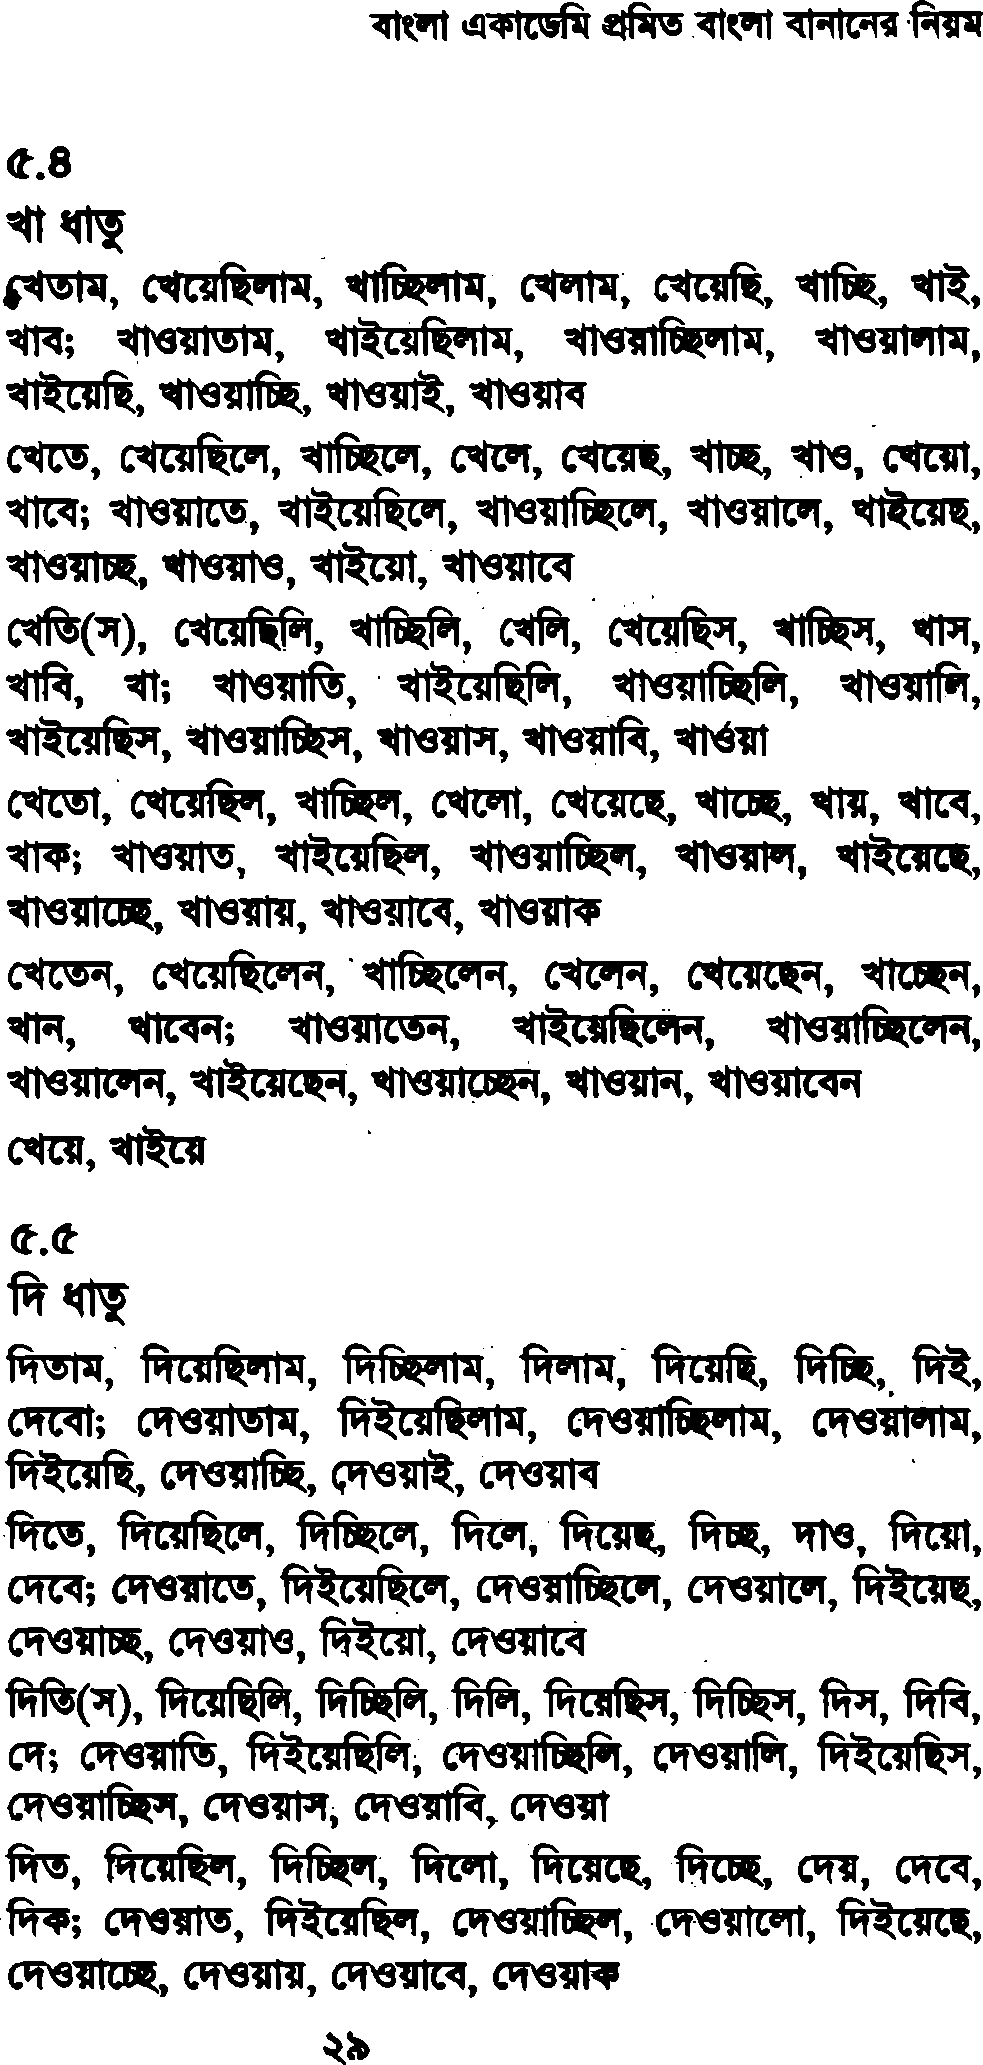 বাংলা একাডেমি প্রমিত বাংলা বানানের নিয়ম
৫.৪
খা ধাতু
খেতাম, খেয়েছিলাম, খাচ্ছিলাম, খেলাম, খেয়েছি, খাচ্ছি, খাই,
খাব; খাওয়াতাম, খাইয়েছিলাম, খাওয়াচ্ছিলাম, খাওয়ালাম,
খাইয়েছি, খাওয়াচ্ছি, খাওয়াই, খাওয়াব
খেতে, খেয়েছিলে, খাচ্ছিলে, খেলে, খেয়েছ, খাচ্ছ, খাও, খেয়ো,
খাবে; খাওয়াতে, খাইয়েছিলে, খাওয়াচ্ছিলে, খাওয়ালে, খাইয়েছ,
খাওয়াচ্ছ, খাওয়াও, খাইয়ো, খাওয়াবে
খেতি(স), খেয়েছিলি, খাচ্ছিলি, খেলি, খেয়েছিস, খাচ্ছিস, খাস,
খাবি, খা; খাওয়াতি, খাইয়েছিলি, খাওয়াচ্ছিলি, খাওয়ালি,
খাইয়েছিস, খাওয়াচ্ছিস, খাওয়াস, খাওয়াবি, খাওয়া
খেতো, খেয়েছিল, খাচ্ছিল, খেলো, খেয়েছে, খাচ্ছে, খায়, খাবে,
খাক; খাওয়াত, খাইয়েছিল, খাওয়াচ্ছিল, খাওয়াল, খাইয়েছে,
খাওয়াচ্ছে, খাওয়ায়, খাওয়াবে, খাওয়াক
খেতেন, খেয়েছিলেন, খাচ্ছিলেন, খেলেন, খেয়েছেন, খাচ্ছেন,
খান, খাবেন; খাওয়াতেন, খাইয়েছিলেন, খাওয়াচ্ছিলেন,
খাওয়ালেন, খাইয়েছেন, খাওয়াচ্ছেন, খাওয়ান, খাওয়াবেন
খেয়ে, খাইয়ে
৫.৫
দি ধাতু
দিতাম, দিয়েছিলাম, দিচ্ছিলাম, দিলাম, দিয়েছি, দিচ্ছি, দিই,
দেবো; দেওয়াতাম, দিইয়েছিলাম, দেওয়াচ্ছিলাম, দেওয়ালাম,
দিইয়েছি, দেওয়াচ্ছি, দেওয়াই, দেওয়াব
দিতে, দিয়েছিলে, দিচ্ছিলে, দিলে, দিয়েছ, দিচ্ছ, দাও, দিয়ো,
দেবে; দেওয়াতে, দিইয়েছিলে, দেওয়াচ্ছিলে, দেওয়ালে, দিইয়েছ,
দেওয়াচ্ছ, দেওয়াও, দিইয়ো, দেওয়াবে
দিতি(স), দিয়েছিলি, দিচ্ছিলি, দিলি, দিয়েছিস, দিচ্ছিস, দিস, দিবি,
দে; দেওয়াতি, দিইয়েছিলি, দেওয়াচ্ছিলি, দেওয়ালি, দিইয়েছিস,
দেওয়াচ্ছিস, দেওয়াস, দেওয়াবি, দেওয়া
দিত, দিয়েছিল, দিচ্ছিল, দিলো, দিয়েছে, দিচ্ছে, দেয়, দেবে,
দিক; দেওয়াত, দিইয়েছিল, দেওয়াচ্ছিল, দেওয়ালো, দিইয়েছে,
দেওয়াচ্ছে, দেওয়ায়, দেওয়াবে, দেওয়াক
২৯